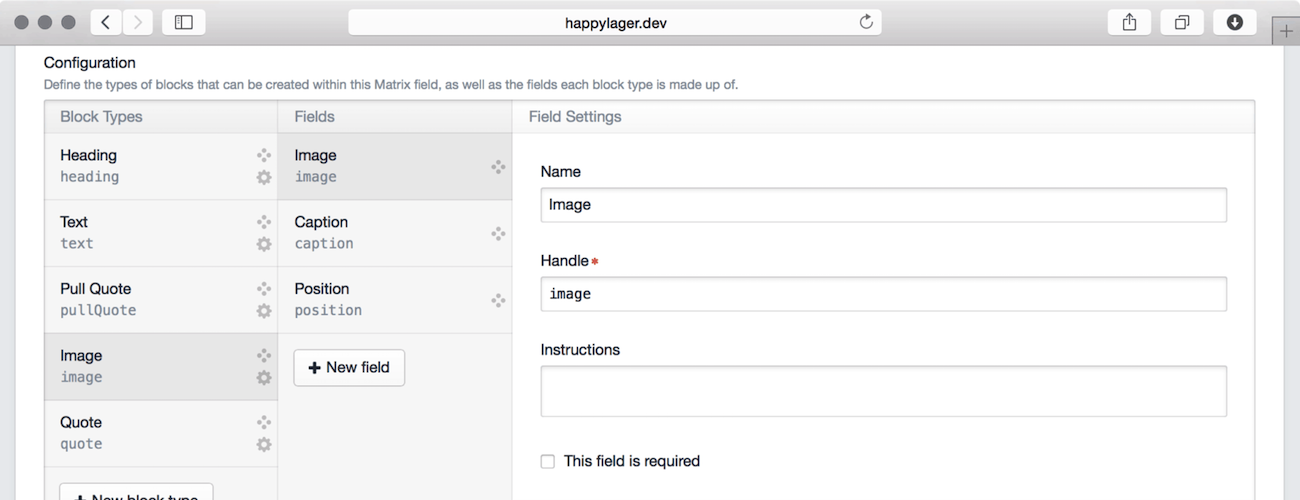 happylager.dev
Configuration
Define the types of blocks that can be created within this Matrix field, as well as the fields each block type is made up of.
Block Types
Heading
heading
Text
text
Pull Quote
pullQuote
Image
image
Quote
quote
New block type
Fields
Image
image
Caption
caption
Position
position
New field
Field Settings
Name
Image
Handle*
image
Instructions
This field is required